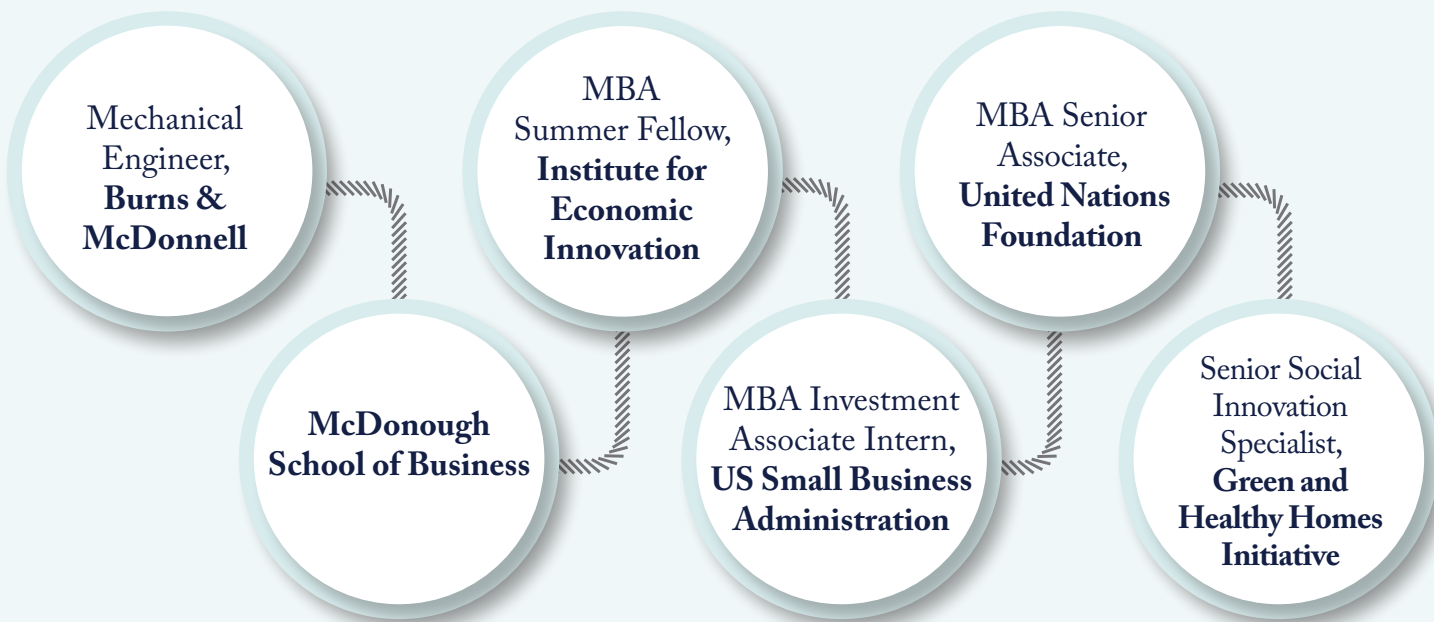 Mechanical
Engineer,
Burns &
McDonnell
McDonough
School of Business
MBA
Summer Fellow,
Institute for
Economic
Innovation
MBA Investment
Associate Intern,
US Small Business
Administration
MBA Senior
Associate,
United Nations
Foundation
Senior Social
Innovation
Specialist,
Green and
Healthy Homes
Initiative